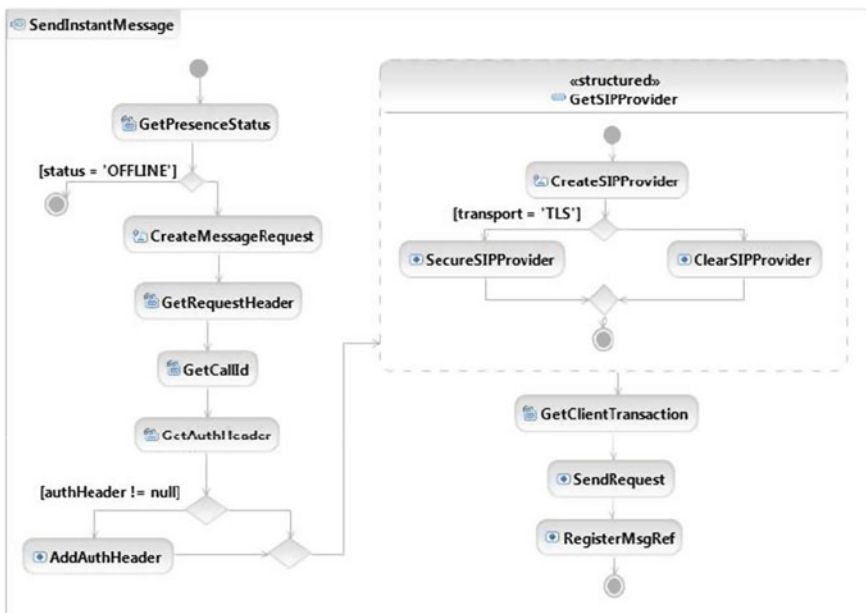 SendInstantMessage
GetPresenceStatus
[status = 'OFFLINE']
CreateMessageRequest
GetRequestHeader
GetCallId
GetAuthHeader
[authHeader != null]
AddAuthHeader
«structured»
GetSIPProvider
CreateSIPProvider
[transport = 'TLS']
SecureSIPProvider
ClearSIPProvider
GetClientTransaction
SendRequest
RegisterMsgRef